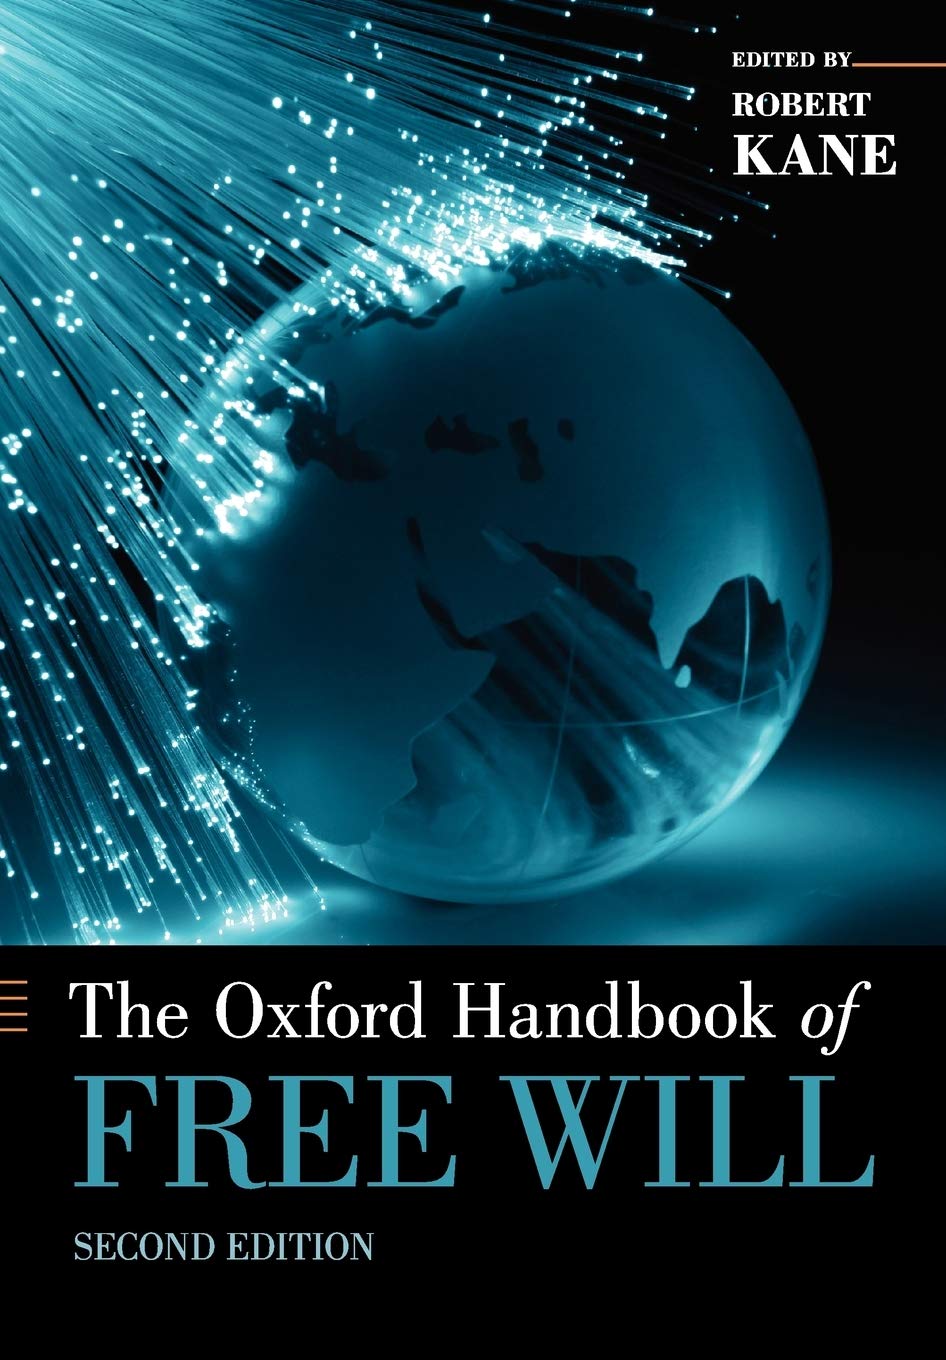 EDITED BY
ROBERT
KANE
The Oxford Handbook of
FREE WILL
SECOND EDITION